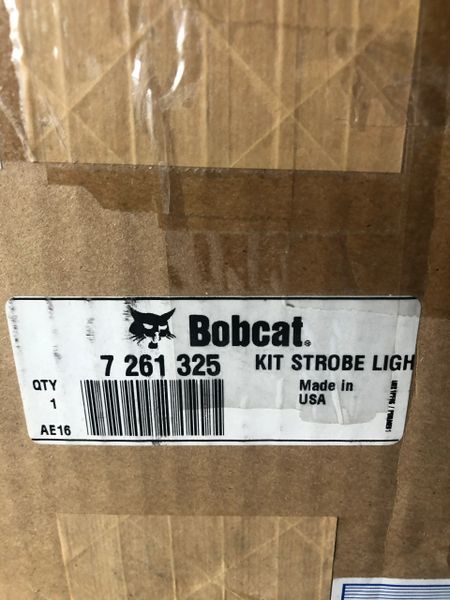 Bobcat®
7 261 325 KIT STROBE LIGH
QTY
1
Made in
USA
AE16